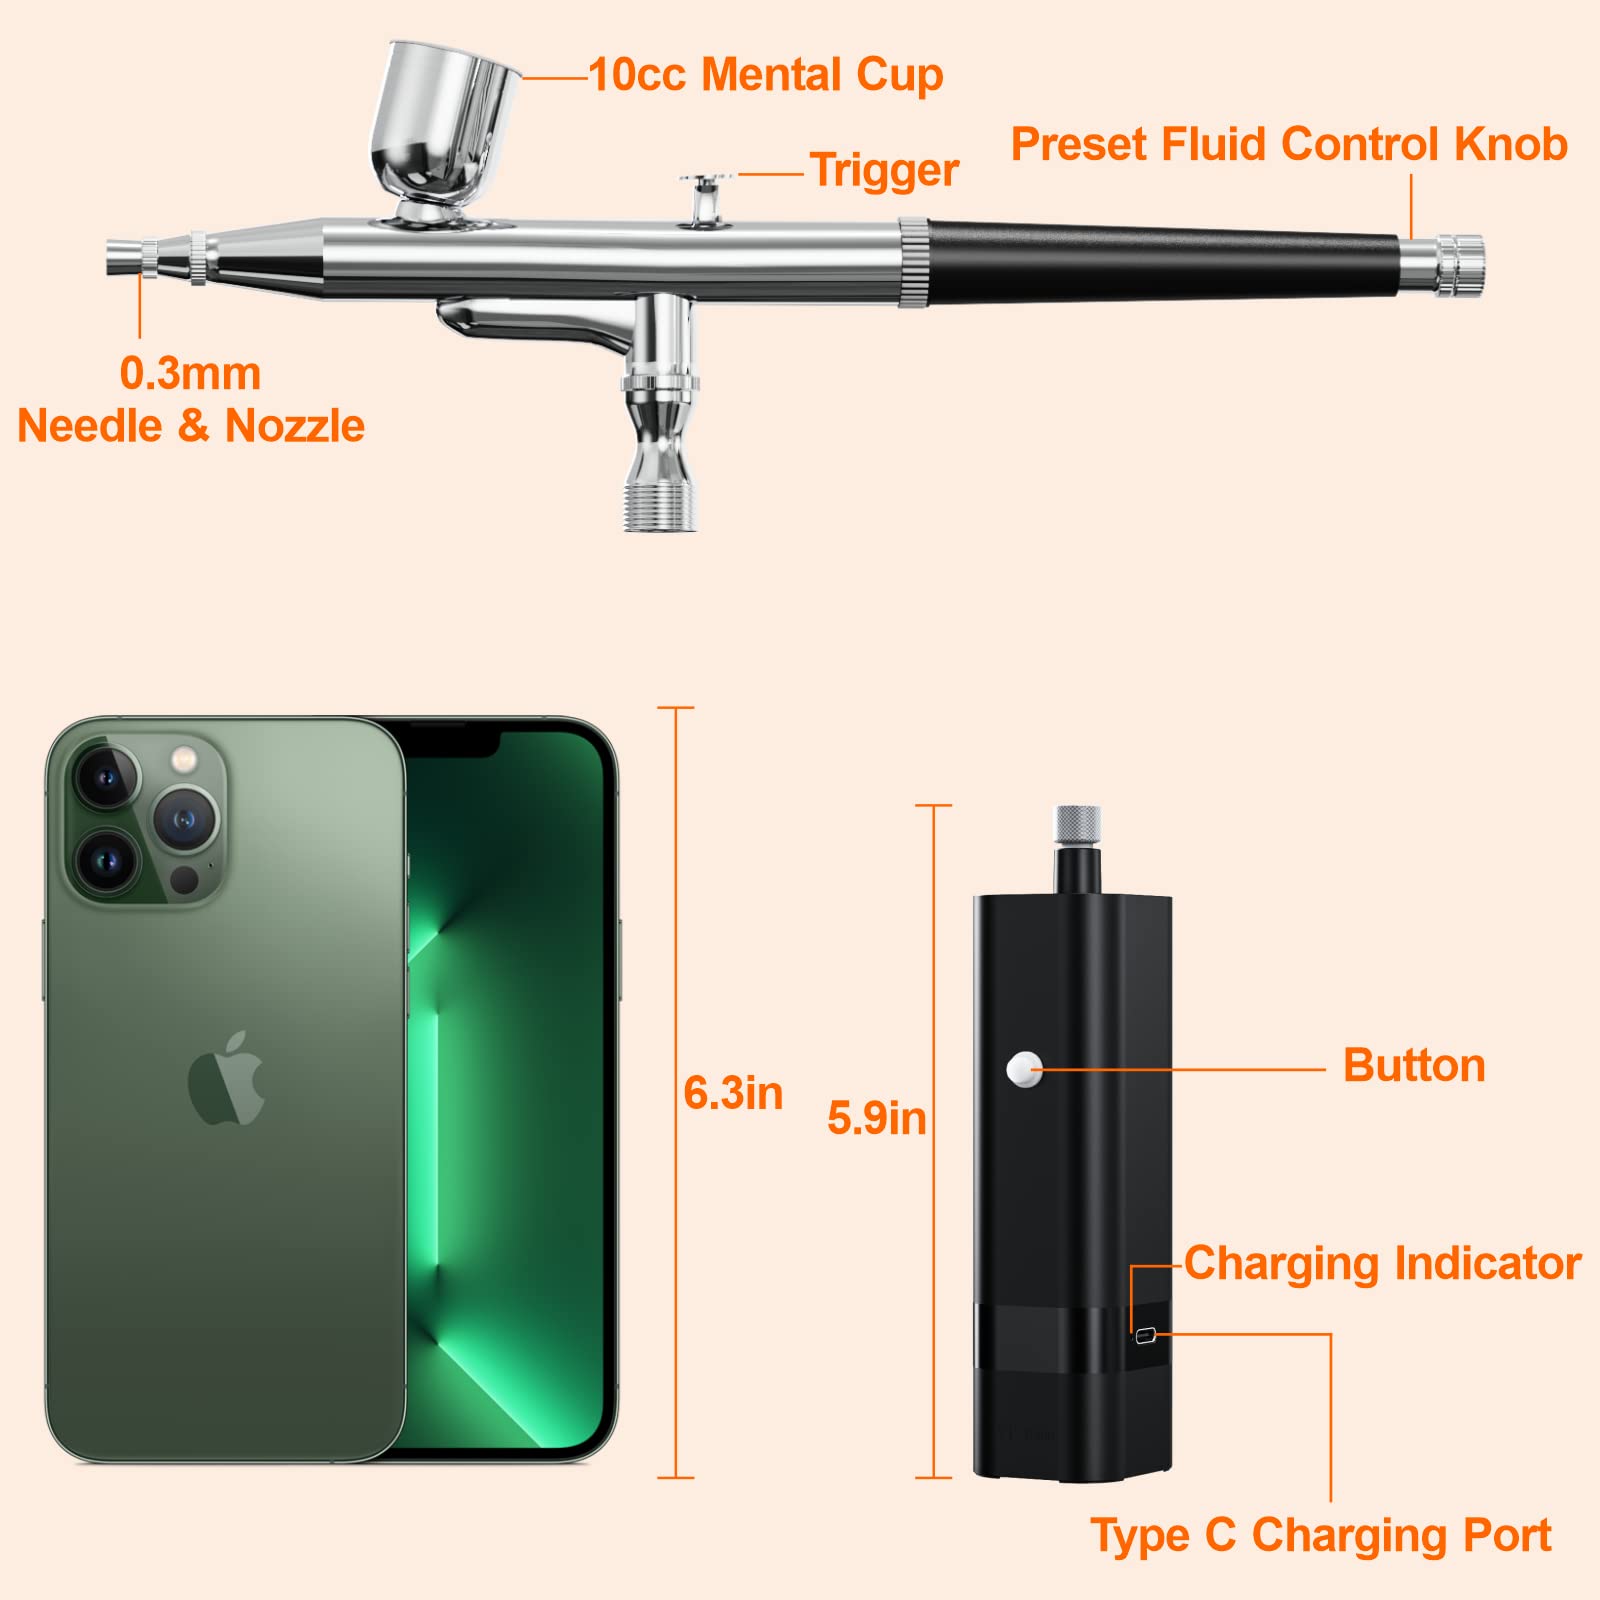 10cc Mental Cup
Preset Fluid Control Knob
Trigger
0.3mm
Needle & Nozzle
6.3in
5.9in
Button
Charging Indicator
Type C Charging Port